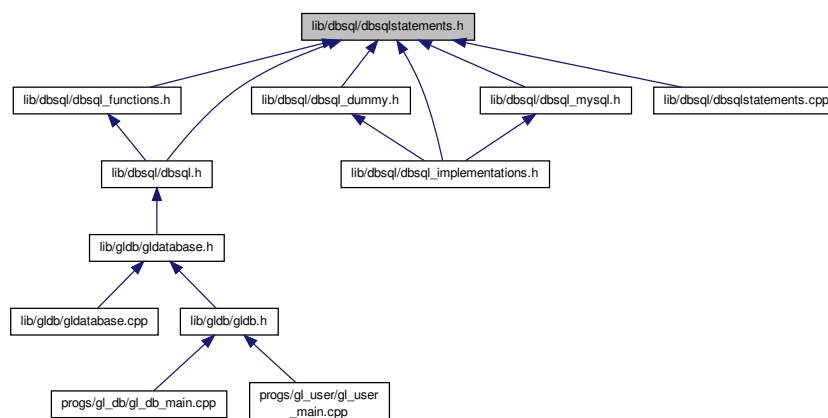 lib/dbsql/dbsqlstatements.h
lib/dbsql/dbsql_functions.h
lib/dbsql/dbsql_dummy.h
lib/dbsql/dbsql_mysql.h
lib/dbsql/dbsqlstatements.cpp
lib/dbsql/dbsql.h
lib/dbsql/dbsql_implementations.h
lib/gldb/gldatabase.h
lib/gldb/gldatabase.cpp
lib/gldb/gldb.h
progs/gl_db/gl_db_main.cpp
progs/gl_user/gl_user
_main.cpp